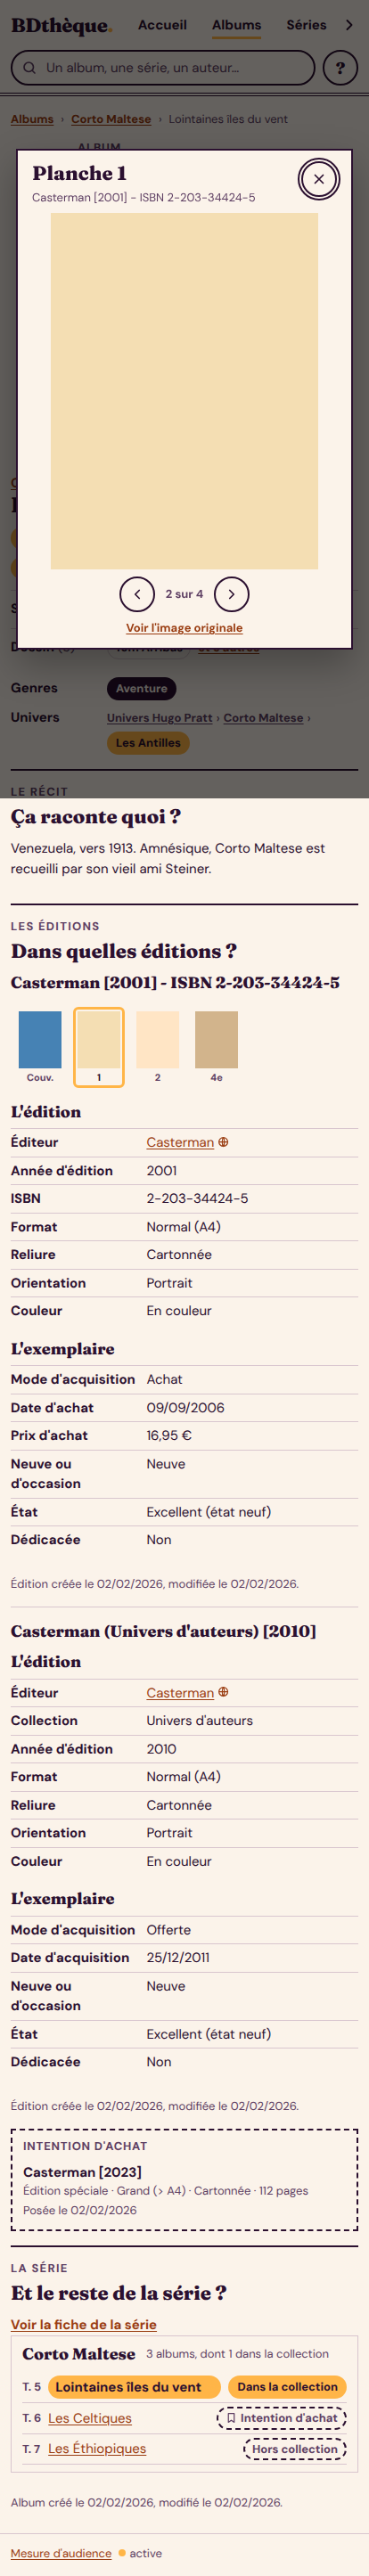 BDthèque.
Accueil
Albums
Séries
Un album, une série, un auteur...
?
Albums › Corto Maltese › Lointaines îles du vent
ALBUM
Planche 1
Casterman [2001] - ISBN 2-203-34424-5
2 sur 4
Voir l'image originale
Genres
Aventure
Univers
Univers Hugo Pratt › Corto Maltese ›
Les Antilles
LE RÉCIT
Ça raconte quoi ?
Venezuela, vers 1913. Amnésique, Corto Maltese est
recueilli par son vieil ami Steiner.
LES ÉDITIONS
Dans quelles éditions ?
Casterman [2001] - ISBN 2-203-34424-5
Couv.
1
2
4e
L'édition
Éditeur
Casterman
Année d'édition
2001
ISBN
2-203-34424-5
Format
Normal (A4)
Reliure
Cartonnée
Orientation
Portrait
Couleur
En couleur
L'exemplaire
Mode d'acquisition
Achat
Date d'achat
09/09/2006
Prix d'achat
16,95 €
Neuve ou
d'occasion
Neuve
État
Excellent (état neuf)
Dédicacée
Non
Édition créée le 02/02/2026, modifiée le 02/02/2026.
Casterman (Univers d'auteurs) [2010]
L'édition
Éditeur
Casterman
Collection
Univers d'auteurs
Année d'édition
2010
Format
Normal (A4)
Reliure
Cartonnée
Orientation
Portrait
Couleur
En couleur
L'exemplaire
Mode d'acquisition
Offerte
Date d'acquisition
25/12/2011
Neuve ou
d'occasion
Neuve
État
Excellent (état neuf)
Dédicacée
Non
Édition créée le 02/02/2026, modifiée le 02/02/2026.
INTENTION D'ACHAT
Casterman [2023]
Édition spéciale · Grand (> A4) · Cartonnée · 112 pages
Posée le 02/02/2026
LA SÉRIE
Et le reste de la série ?
Voir la fiche de la série
Corto Maltese
3 albums, dont 1 dans la collection
T. 5
Lointaines îles du vent
Dans la collection
T. 6
Les Celtiques
Intention d'achat
T. 7
Les Éthiopiques
Hors collection
Album créé le 02/02/2026, modifié le 02/02/2026.
Mesure d'audience
active